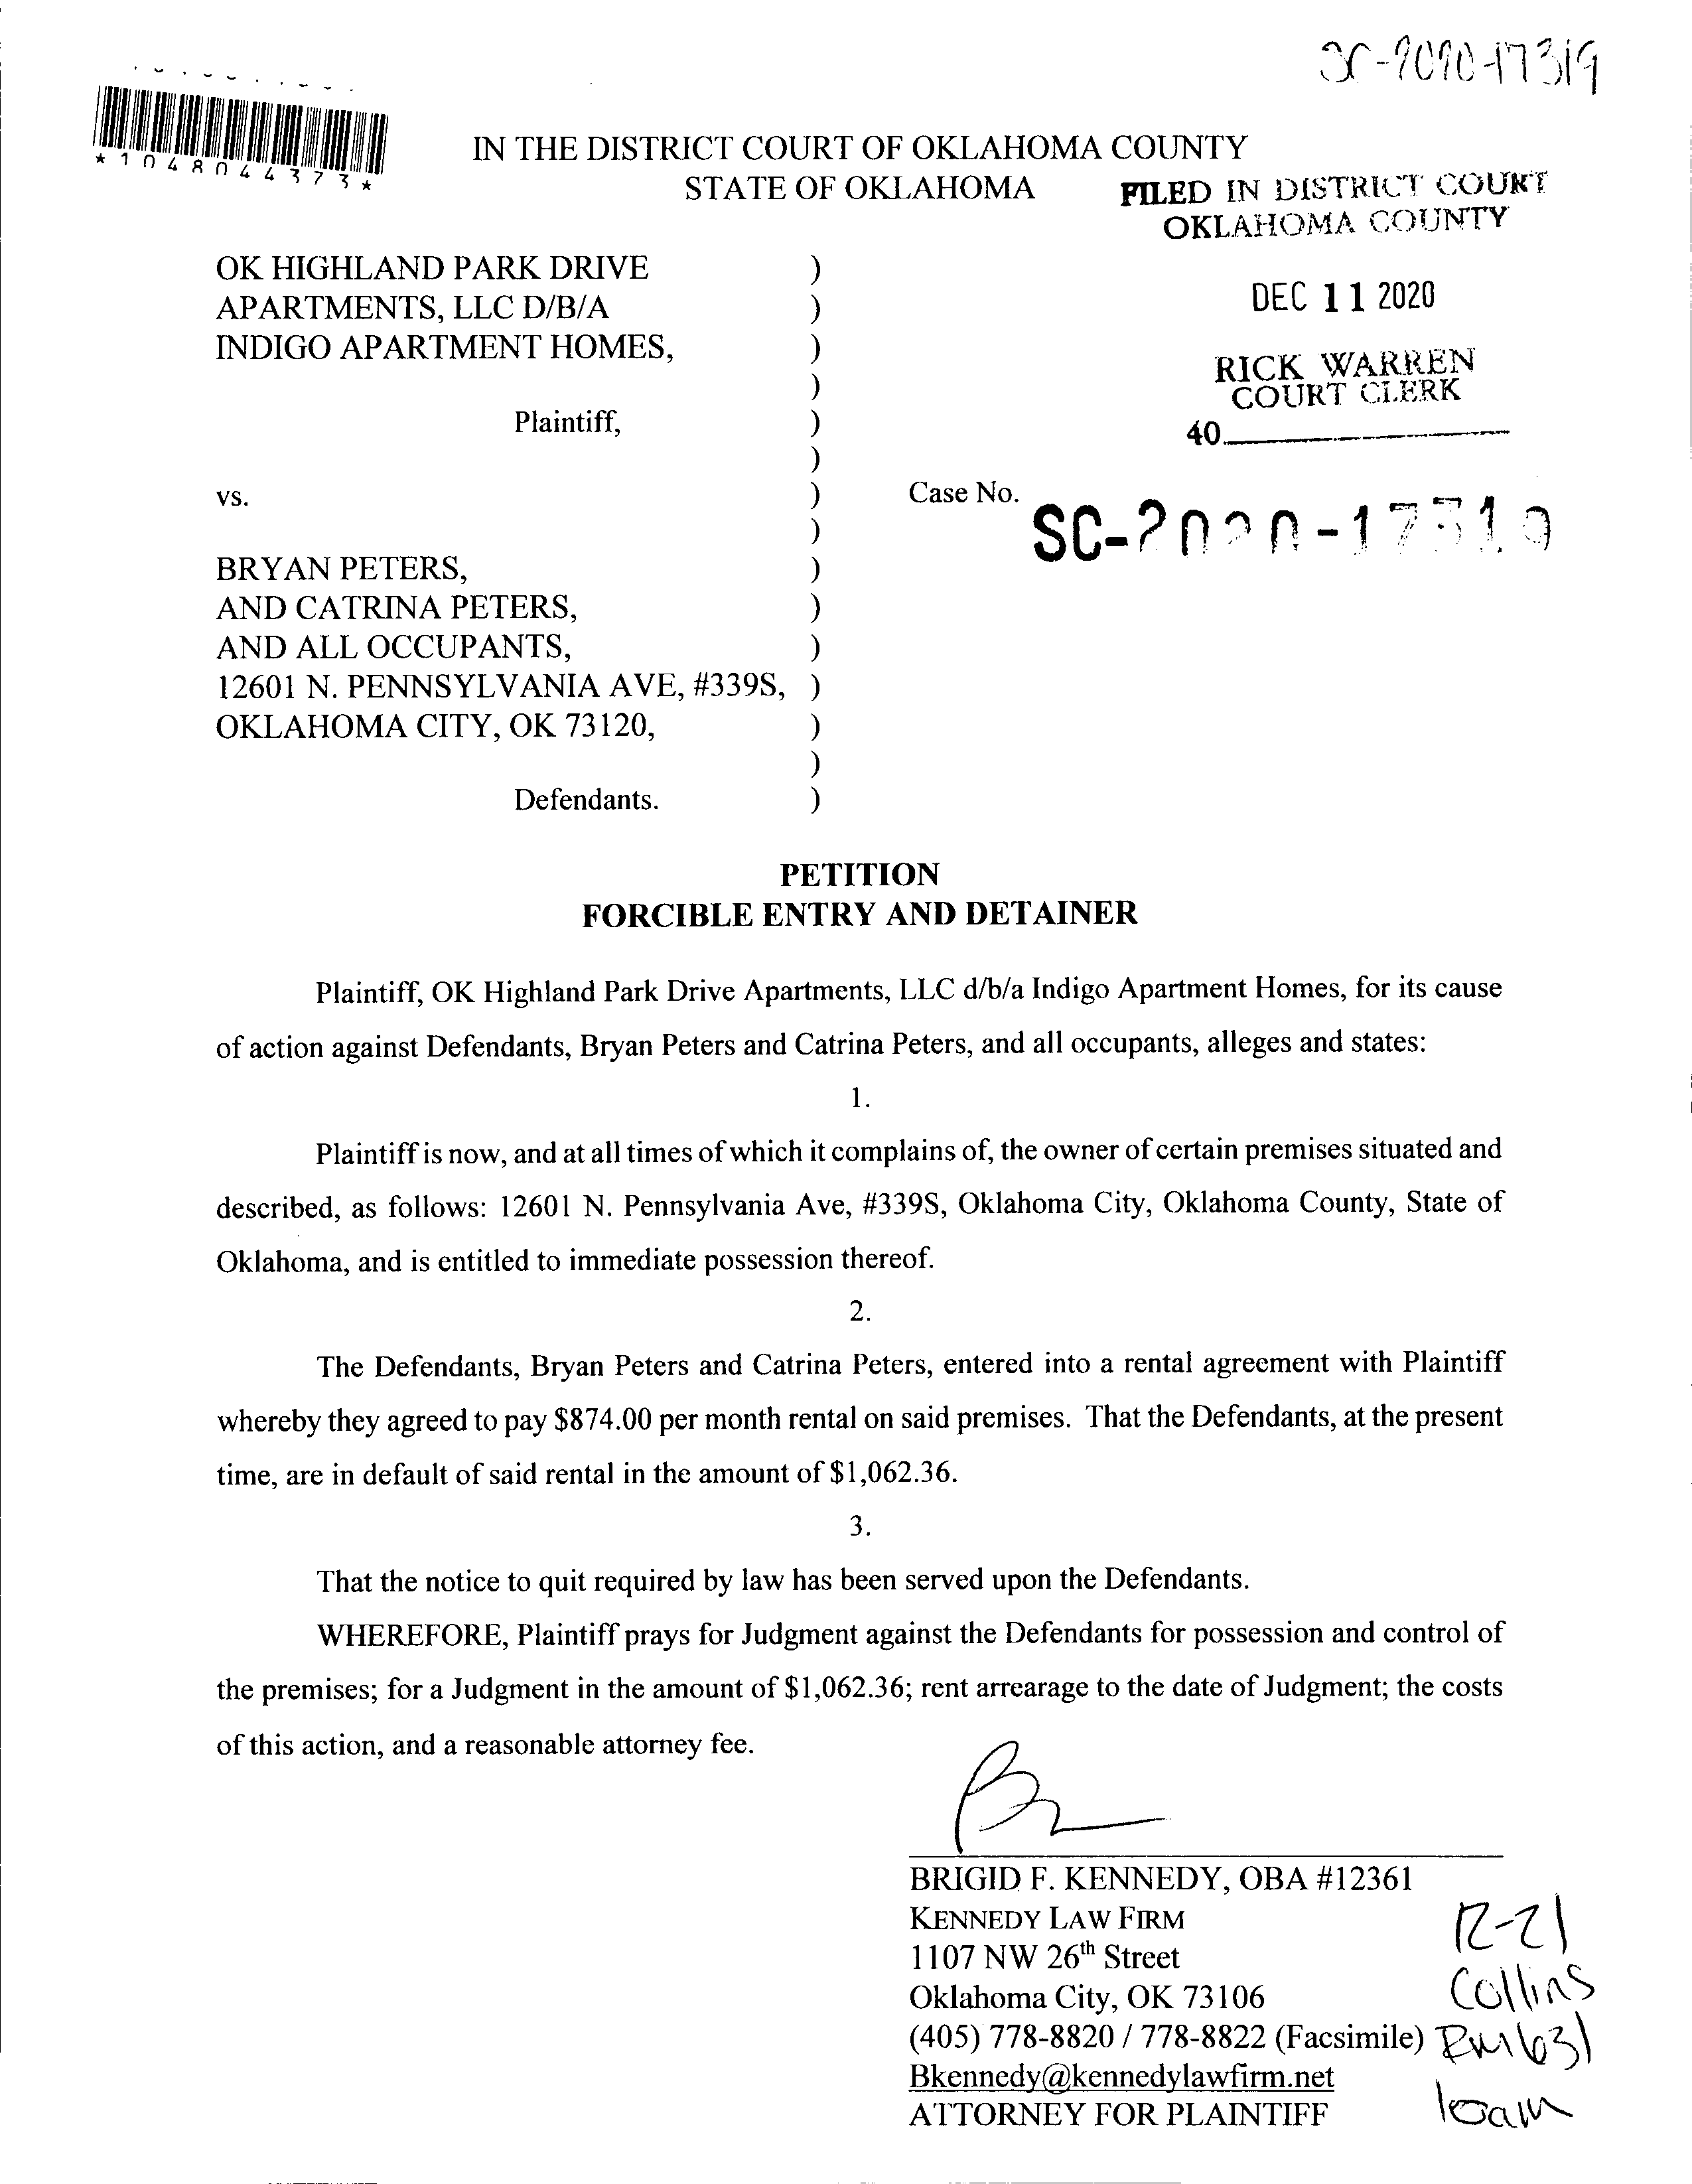 SC-2020-17319
*1048044373*
IN THE DISTRICT COURT OF OKLAHOMA COUNTY
STATE OF OKLAHOMA
FILED IN DISTRICT COURT
OKLAHOMA COUNTY
OK HIGHLAND PARK DRIVE )
APARTMENTS, LLC D/B/A )
INDIGO APARTMENT HOMES, )
)
Plaintiff, )
)
vs. )
)
BRYAN PETERS, )
AND CATRINA PETERS, )
AND ALL OCCUPANTS, )
12601 N. PENNSYLVANIA AVE, #339S, )
OKLAHOMA CITY, OK 73120, )
)
Defendants. )
DEC 11 2020
RICK WARREN
COURT CLERK
40
Case No. SC-2020-17319
PETITION
FORCIBLE ENTRY AND DETAINER
Plaintiff, OK Highland Park Drive Apartments, LLC d/b/a Indigo Apartment Homes, for its cause
of action against Defendants, Bryan Peters and Catrina Peters, and all occupants, alleges and states:
1.
Plaintiff is now, and at all times of which it complains of, the owner of certain premises situated and
described, as follows: 12601 N. Pennsylvania Ave, #339S, Oklahoma City, Oklahoma County, State of
Oklahoma, and is entitled to immediate possession thereof.
2.
The Defendants, Bryan Peters and Catrina Peters, entered into a rental agreement with Plaintiff
whereby they agreed to pay $874.00 per month rental on said premises. That the Defendants, at the present
time, are in default of said rental in the amount of $1,062.36.
3.
That the notice to quit required by law has been served upon the Defendants.
WHEREFORE, Plaintiff prays for Judgment against the Defendants for possession and control of
the premises; for a Judgment in the amount of $1,062.36; rent arrearage to the date of Judgment; the costs
of this action, and a reasonable attorney fee.
BRIGID F. KENNEDY, OBA #12361
KENNEDY LAW FIRM
1107 NW 26th Street
Oklahoma City, OK 73106
(405) 778-8820 / 778-8822 (Facsimile)
Bkennedy@kennedylawfirm.net
ATTORNEY FOR PLAINTIFF
12-21
Collins
Rm 631
10am